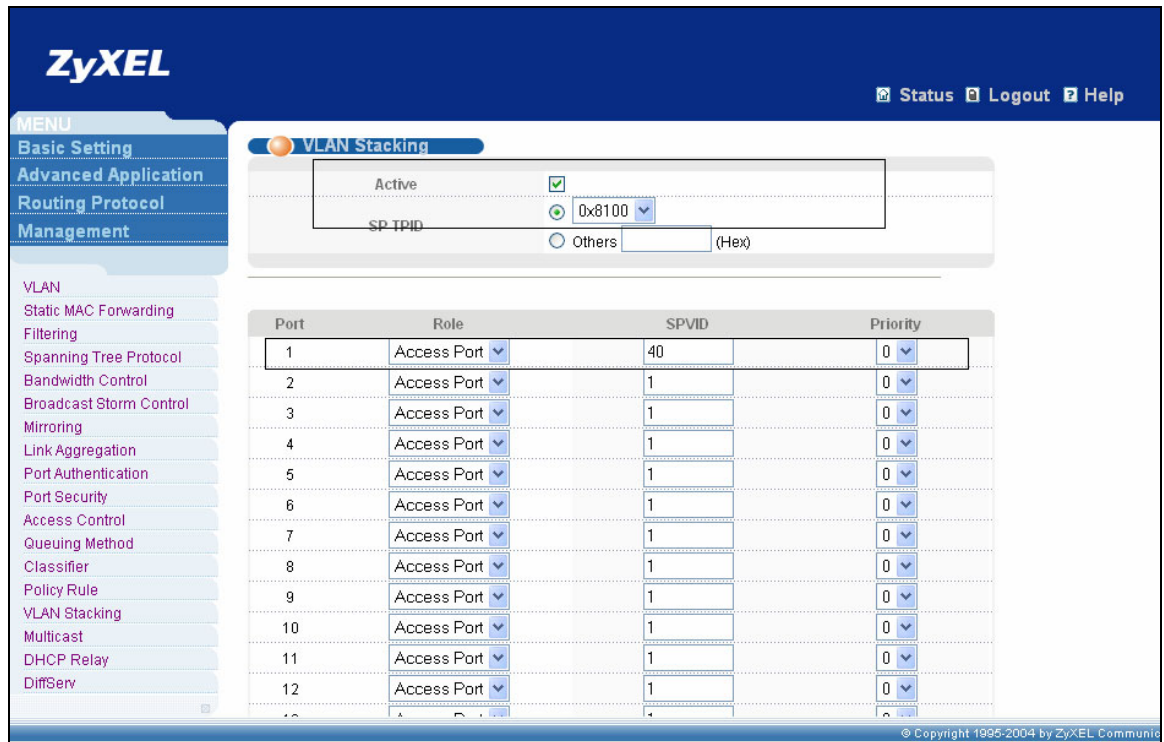 ZyXEL
Status Logout Help
MENU
Basic Setting
Advanced Application
Routing Protocol
Management
VLAN
Static MAC Forwarding
Filtering
Spanning Tree Protocol
Bandwidth Control
Broadcast Storm Control
Mirroring
Link Aggregation
Port Authentication
Port Security
Access Control
Queuing Method
Classifier
Policy Rule
VLAN Stacking
Multicast
DHCP Relay
DiffServ
VLAN Stacking
Active
SP TPID 0x8100
Others (Hex)
Port Role SPVID Priority
1 Access Port 40 0
2 Access Port 1 0
3 Access Port 1 0
4 Access Port 1 0
5 Access Port 1 0
6 Access Port 1 0
7 Access Port 1 0
8 Access Port 1 0
9 Access Port 1 0
10 Access Port 1 0
11 Access Port 1 0
12 Access Port 1 0
© Copyright 1995-2004 by ZyXEL Communic